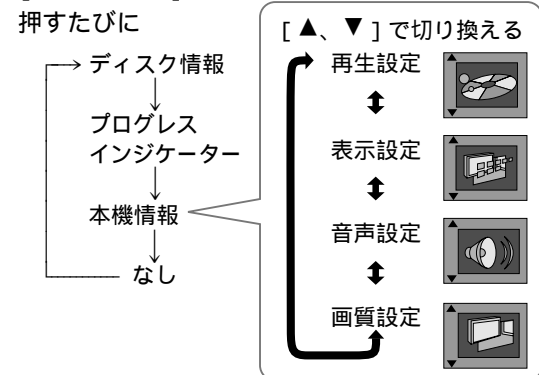 押すたびに
ディスク情報
プログレス
インジケーター
本機情報
なし
[ ▲、▼ ] で切り換える
再生設定
表示設定
音声設定
画質設定